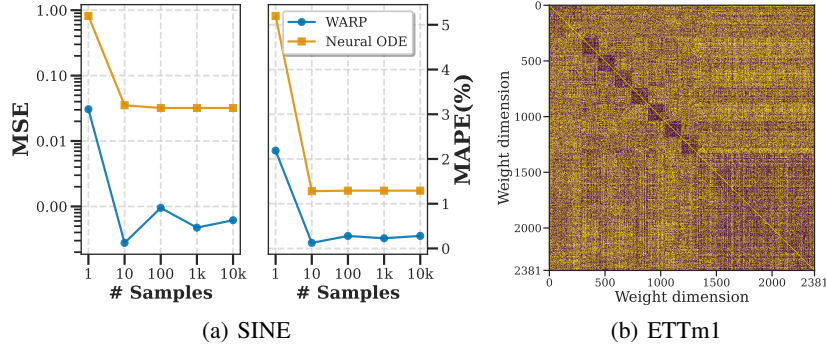 1.00
0.10
0.01
0.00
MSE
1 10 100 1k 10k
# Samples
WARP
Neural ODE
5
4
3
2
1
0
MAPE(%)
1 10 100 1k 10k
# Samples
(a) SINE
0
500
1000
1500
2000
2381
Weight dimension
0 500 1000 1500 2000 2381
Weight dimension
(b) ETTm1